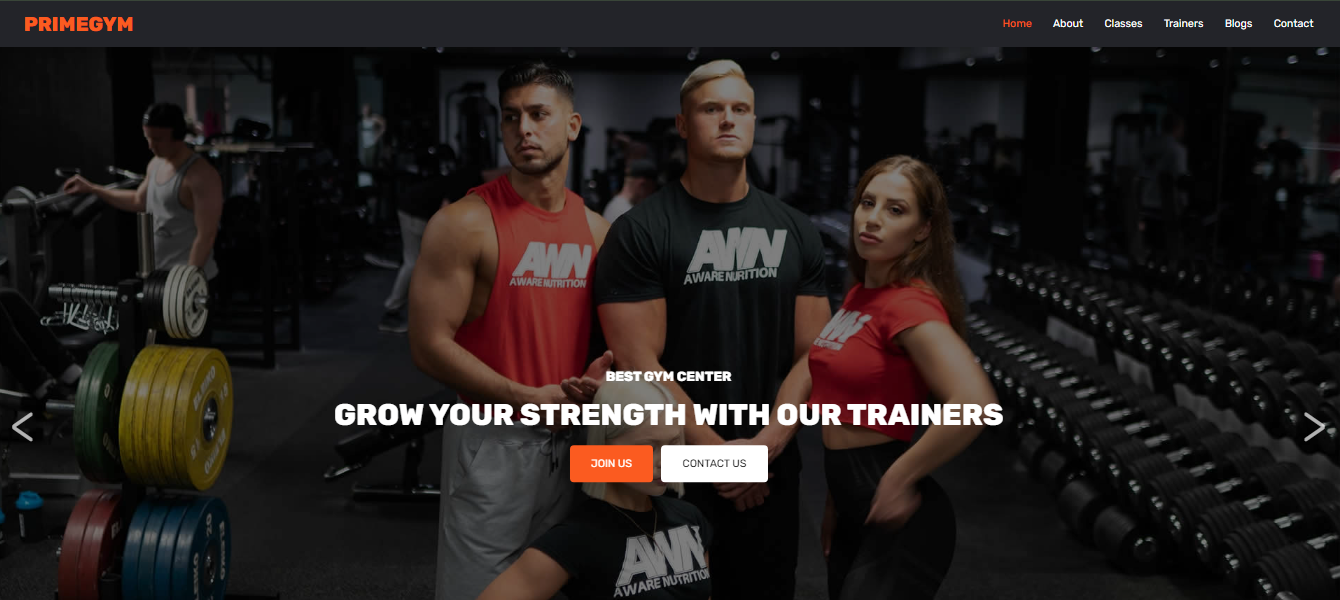 PRIMEGYM
Home About Classes Trainers Blogs Contact
AWN
AWARE NUTRITION
AWN
AWARE NUTRITION
AWN
BEST GYM CENTER
GROW YOUR STRENGTH WITH OUR TRAINERS
JOIN US CONTACT US
AWN
AWARE NUTRITION